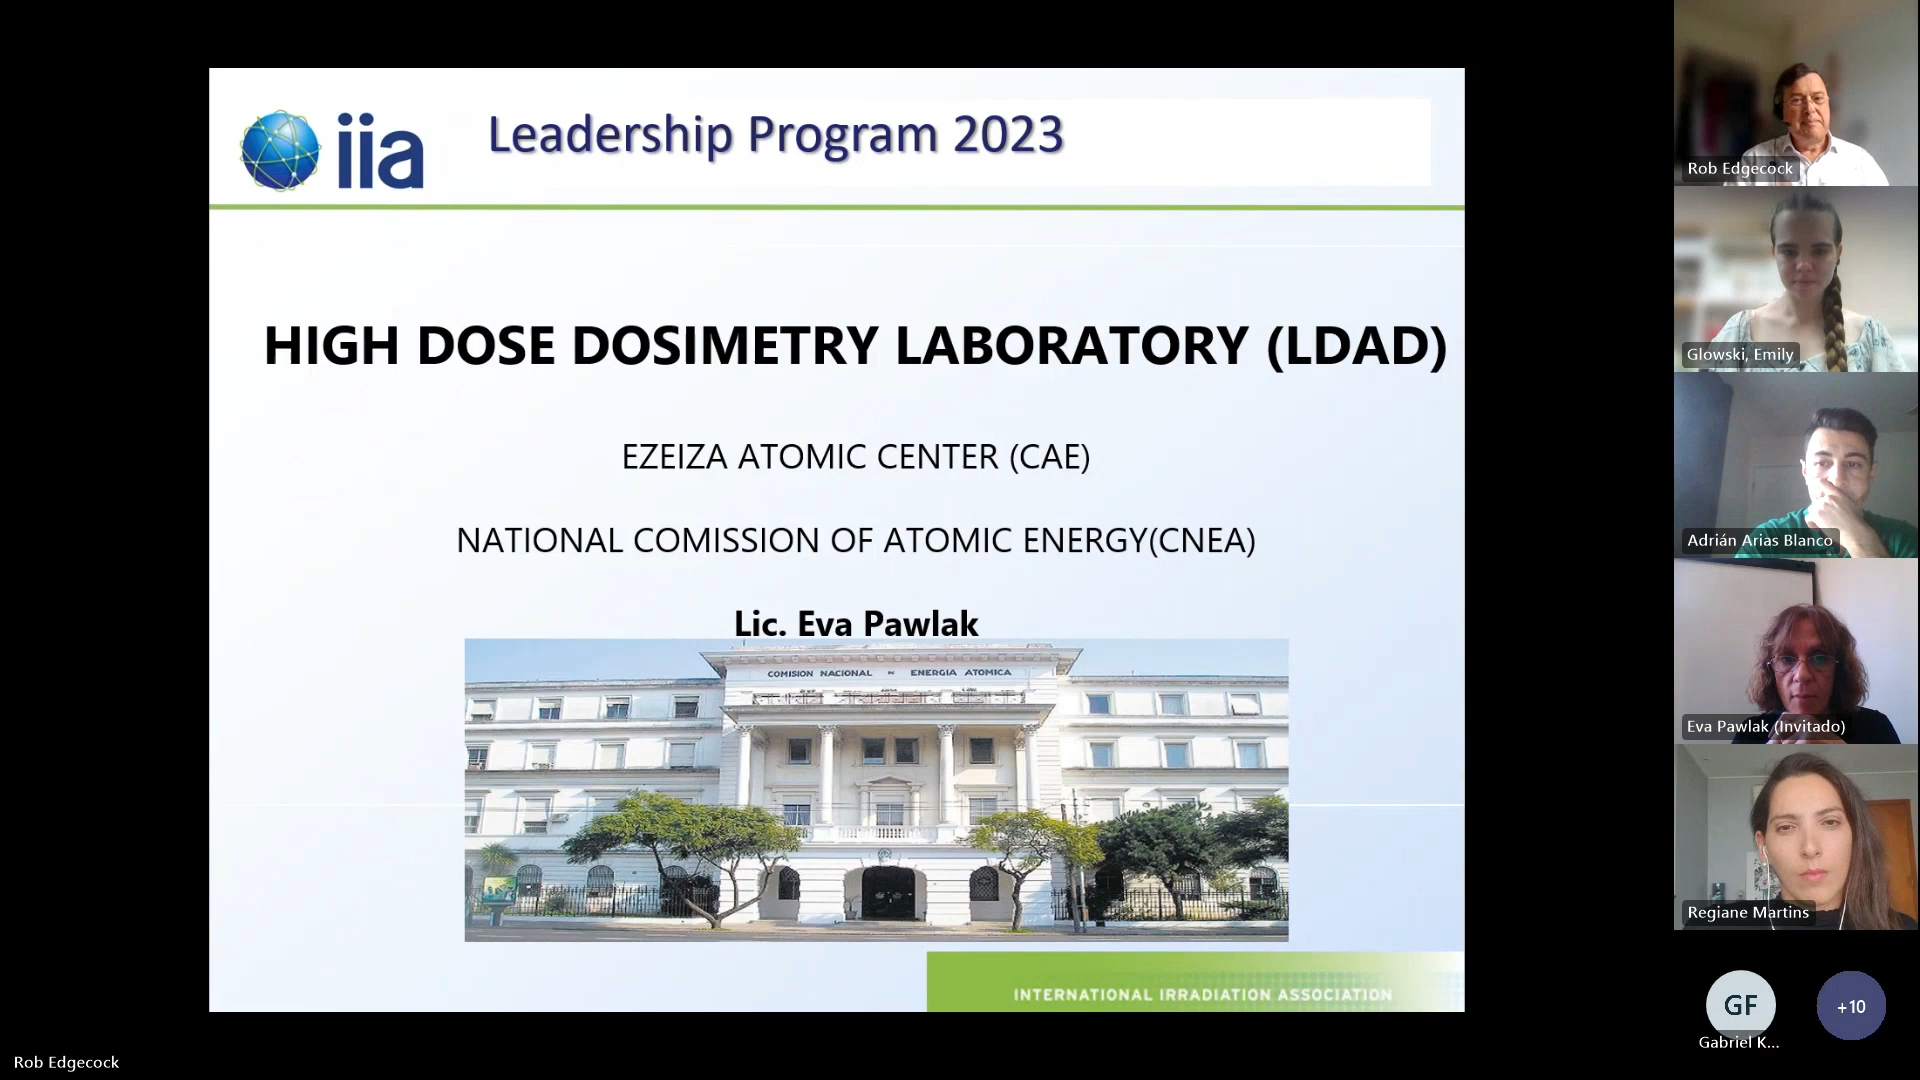 iia
Leadership Program 2023
HIGH DOSE DOSIMETRY LABORATORY (LDAD)
EZEIZA ATOMIC CENTER (CAE)
NATIONAL COMISSION OF ATOMIC ENERGY(CNEA)
Lic. Eva Pawlak
COMISION NACIONAL DE ENERGIA ATOMICA
INTERNATIONAL IRRADIATION ASSOCIATION
Rob Edgecock
Glowski, Emily
Adrián Arias Blanco
Eva Pawlak (Invitado)
Regiane Martins
GF
+10
Gabriel K...
Rob Edgecock